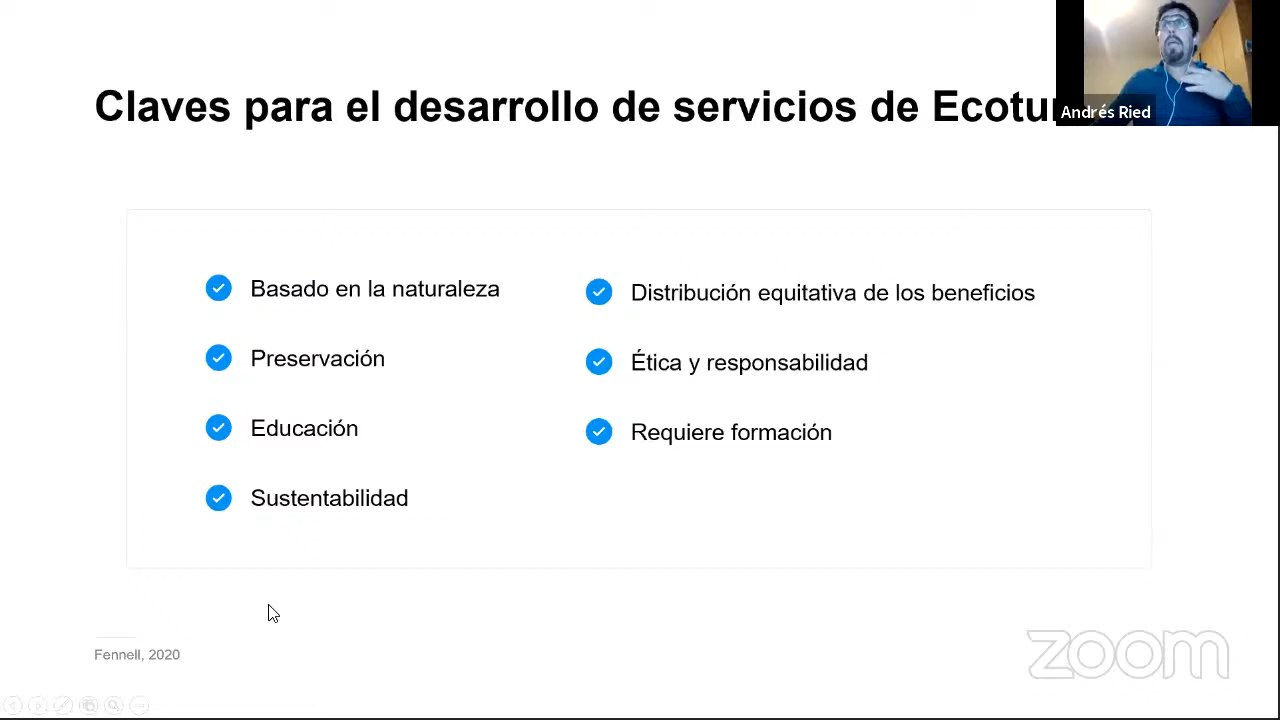 Claves para el desarrollo de servicios de Ecotu
Andrés Ried
Basado en la naturaleza
Preservación
Educación
Sustentabilidad
Distribución equitativa de los beneficios
Ética y responsabilidad
Requiere formación
Fennell, 2020
zoom